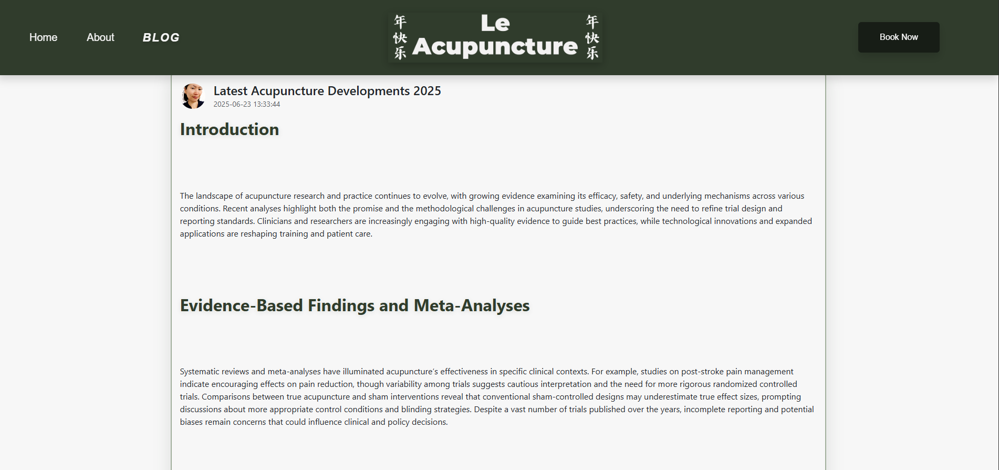 Home
About
BLOG
年
快
乐
Le
Acupuncture
年
快
乐
Book Now
Latest Acupuncture Developments 2025
2025-06-23 13:33:44
Introduction
The landscape of acupuncture research and practice continues to evolve, with growing evidence examining its efficacy, safety, and underlying mechanisms across various
conditions. Recent analyses highlight both the promise and the methodological challenges in acupuncture studies, underscoring the need to refine trial design and
reporting standards. Clinicians and researchers are increasingly engaging with high-quality evidence to guide best practices, while technological innovations and expanded
applications are reshaping training and patient care.
Evidence-Based Findings and Meta-Analyses
Systematic reviews and meta-analyses have illuminated acupuncture’s effectiveness in specific clinical contexts. For example, studies on post-stroke pain management
indicate encouraging effects on pain reduction, though variability among trials suggests cautious interpretation and the need for more rigorous randomized controlled
trials. Comparisons between true acupuncture and sham interventions reveal that conventional sham-controlled designs may underestimate true effect sizes, prompting
discussions about more appropriate control conditions and blinding strategies. Despite a vast number of trials published over the years, incomplete reporting and potential
biases remain concerns that could influence clinical and policy decisions.